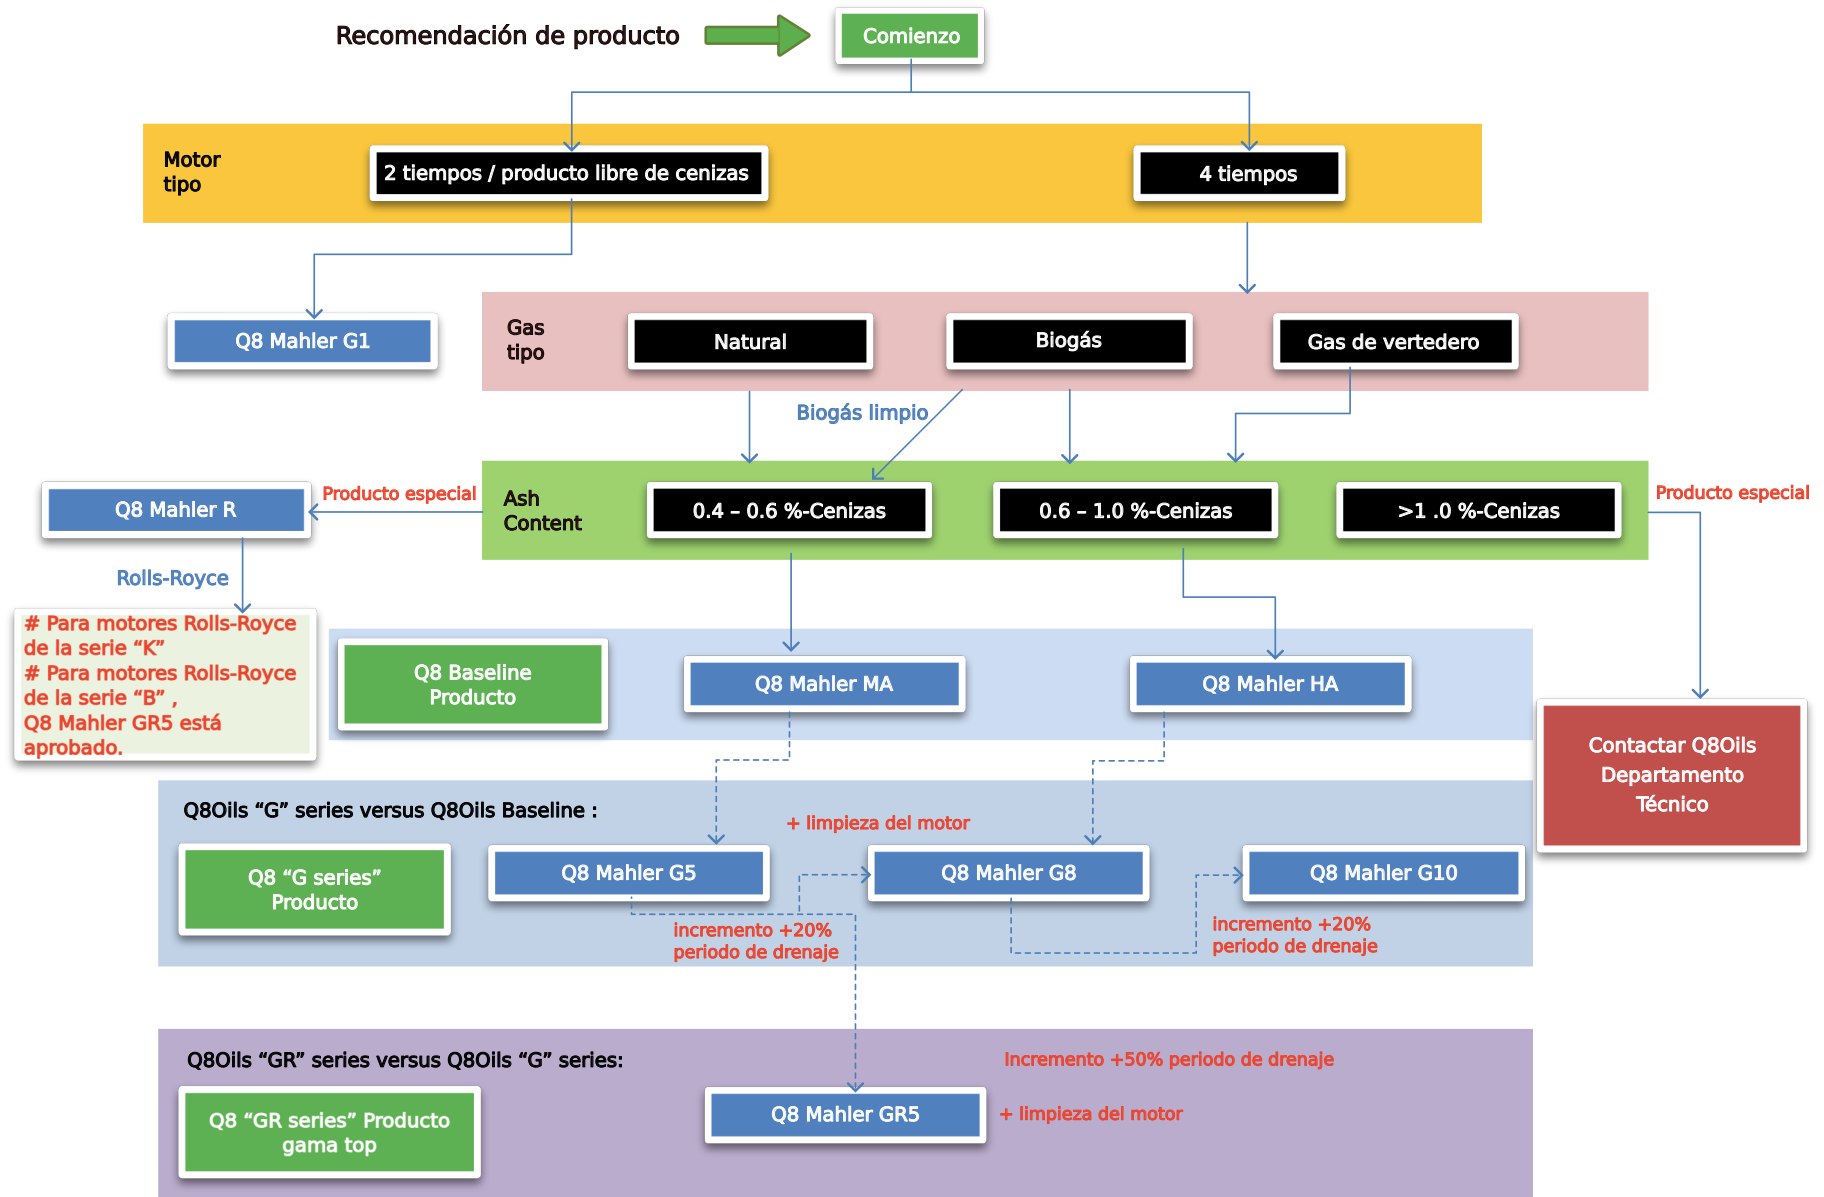 Recomendación de producto
Comienzo
Motor
tipo
2 tiempos / producto libre de cenizas
4 tiempos
Q8 Mahler G1
Gas
tipo
Natural
Biogás
Gas de vertedero
Biogás limpio
Q8 Mahler R
Producto especial
Ash
Content
0.4 – 0.6 %-Cenizas
0.6 – 1.0 %-Cenizas
>1 .0 %-Cenizas
Producto especial
Rolls-Royce
# Para motores Rolls-Royce
de la serie “K”
# Para motores Rolls-Royce
de la serie “B” ,
Q8 Mahler GR5 está
aprobado.
Q8 Baseline
Producto
Q8 Mahler MA
Q8 Mahler HA
Contactar Q8Oils
Departamento
Técnico
Q8Oils “G” series versus Q8Oils Baseline :
+ limpieza del motor
Q8 “G series”
Producto
Q8 Mahler G5
Q8 Mahler G8
Q8 Mahler G10
incremento +20%
periodo de drenaje
incremento +20%
periodo de drenaje
Q8Oils “GR” series versus Q8Oils “G” series:
Incremento +50% periodo de drenaje
Q8 “GR series” Producto
gama top
Q8 Mahler GR5
+ limpieza del motor